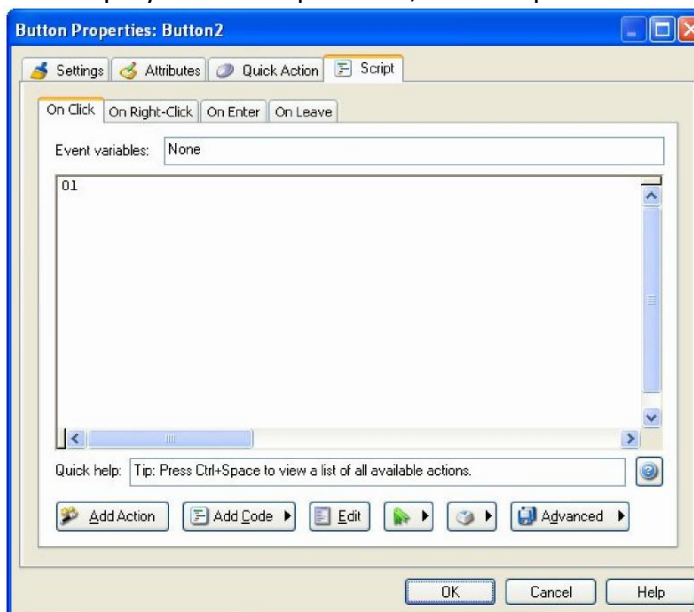 Button Properties: Button2
Settings Attributes Quick Action Script
On Click On Right-Click On Enter On Leave
Event variables: None
01
Quick help: Tip: Press Ctrl+Space to view a list of all available actions.
Add Action Add Code Edit Advanced
OK Cancel Help